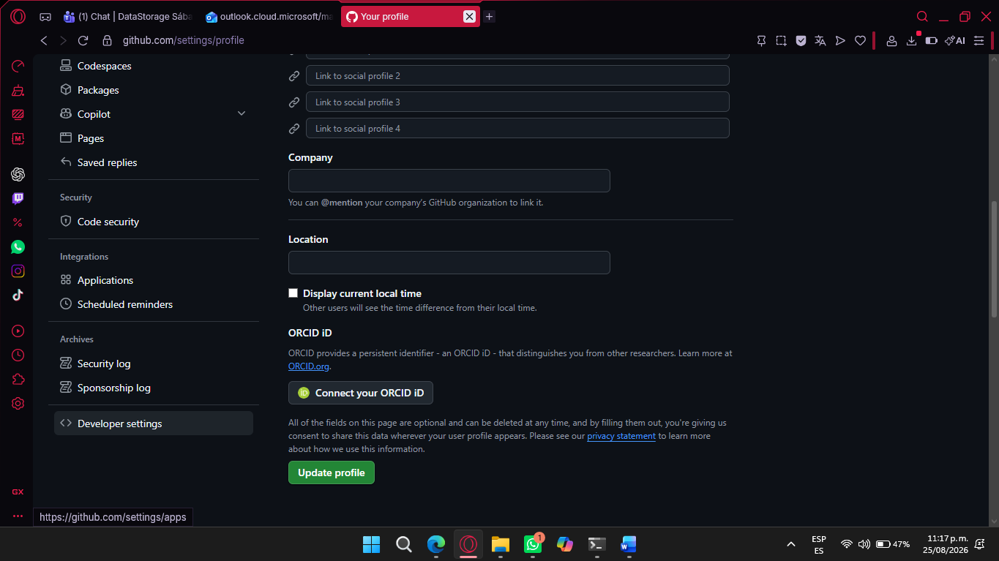 (1) Chat | DataStorage Sába
outlook.cloud.microsoft/ma
Your profile
github.com/settings/profile
AI
Codespaces
Packages
Copilot
Pages
Saved replies
Security
Code security
Integrations
Applications
Scheduled reminders
Archives
Security log
Sponsorship log
Developer settings
Link to social profile 2
Link to social profile 3
Link to social profile 4
Company
You can @mention your company's GitHub organization to link it.
Location
Display current local time
Other users will see the time difference from their local time.
ORCID iD
ORCID provides a persistent identifier - an ORCID iD - that distinguishes you from other researchers. Learn more at
ORCID.org.
iD Connect your ORCID iD
All of the fields on this page are optional and can be deleted at any time, and by filling them out, you're giving us
consent to share this data wherever your user profile appears. Please see our privacy statement to learn more
about how we use this information.
Update profile
M
GX
https://github.com/settings/apps
1
W
ESP
ES
47%
11:17 p. m.
25/08/2026